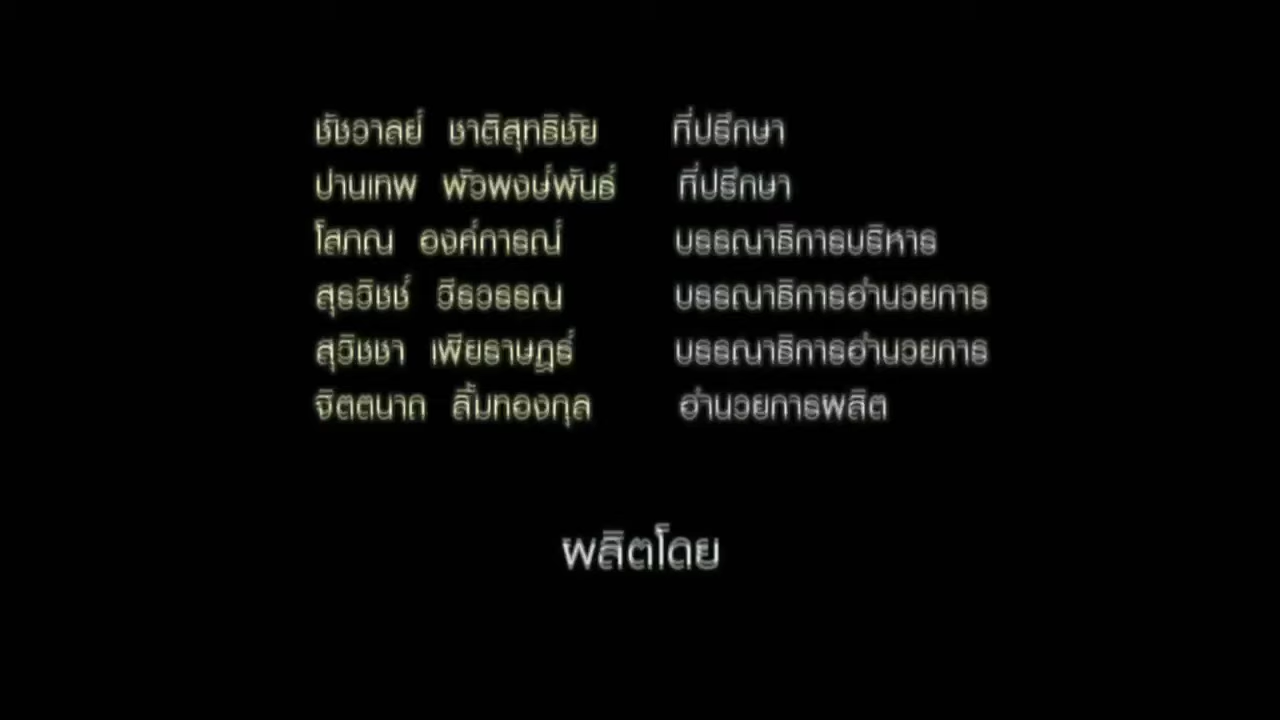 ชัชวาลย์ ชาติสุทธิชัย ที่ปรึกษา
ปานเทพ พัวพงษ์พันธ์ ที่ปรึกษา
โสภณ องค์การณ์ บรรณาธิการบริหาร
สุรวิชช์ วีรวรรณ บรรณาธิการอำนวยการ
สุวิชชา เพียราษฎร์ บรรณาธิการอำนวยการ
จิตตนาถ ลิ้มทองกุล อำนวยการผลิต
ผลิตโดย